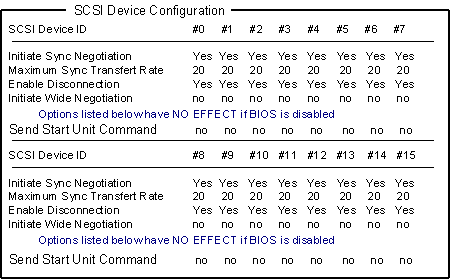 SCSI Device Configuration
SCSI Device ID #0 #1 #2 #3 #4 #5 #6 #7
Initiate Sync Negotiation Yes Yes Yes Yes Yes Yes Yes Yes
Maximum Sync Transfert Rate 20 20 20 20 20 20 20 20
Enable Disconnection Yes Yes Yes Yes Yes Yes Yes Yes
Initiate Wide Negotiation no no no no no no no no
Options listed below have NO EFFECT if BIOS is disabled
Send Start Unit Command no no no no no no no no
SCSI Device ID #8 #9 #10 #11 #12 #13 #14 #15
Initiate Sync Negotiation Yes Yes Yes Yes Yes Yes Yes Yes
Maximum Sync Transfert Rate 20 20 20 20 20 20 20 20
Enable Disconnection Yes Yes Yes Yes Yes Yes Yes Yes
Initiate Wide Negotiation no no no no no no no no
Options listed below have NO EFFECT if BIOS is disabled
Send Start Unit Command no no no no no no no no